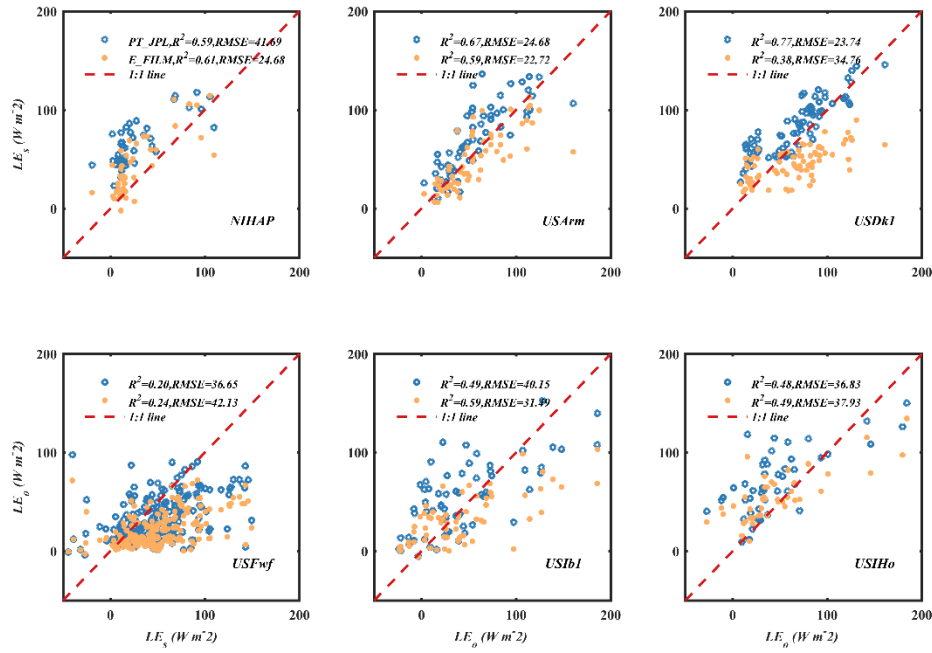 200
PT_JPL,R²=0.59,RMSE=41.69
E_FILM,R²=0.61,RMSE=24.68
1:1 line
100
LEₛ (W m⁻2)
0
NIHAP
0 100 200
200
R²=0.67,RMSE=24.68
R²=0.59,RMSE=22.72
1:1 line
100
0
USArm
0 100 200
200
R²=0.77,RMSE=23.74
R²=0.38,RMSE=34.76
1:1 line
100
0
USDk1
0 100 200
200
R²=0.20,RMSE=36.65
R²=0.24,RMSE=42.13
1:1 line
100
LEₒ (W m⁻2)
0
USFwf
0 100 200
LEₛ (W m⁻2)
200
R²=0.49,RMSE=40.15
R²=0.59,RMSE=31.49
1:1 line
100
0
USIb1
0 100 200
LEₒ (W m⁻2)
200
R²=0.48,RMSE=36.83
R²=0.49,RMSE=37.93
1:1 line
100
0
USIHo
0 100 200
LEₒ (W m⁻2)